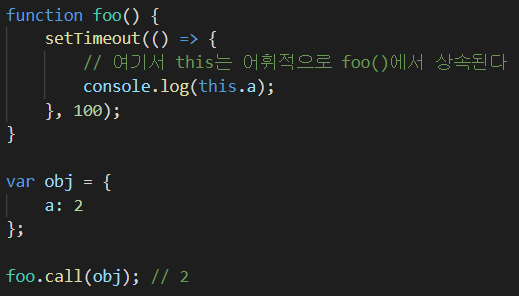 function foo() {
    setTimeout(() => {
        // 여기서 this는 어휘적으로 foo()에서 상속된다
        console.log(this.a);
    }, 100);
}

var obj = {
    a: 2
};

foo.call(obj); // 2